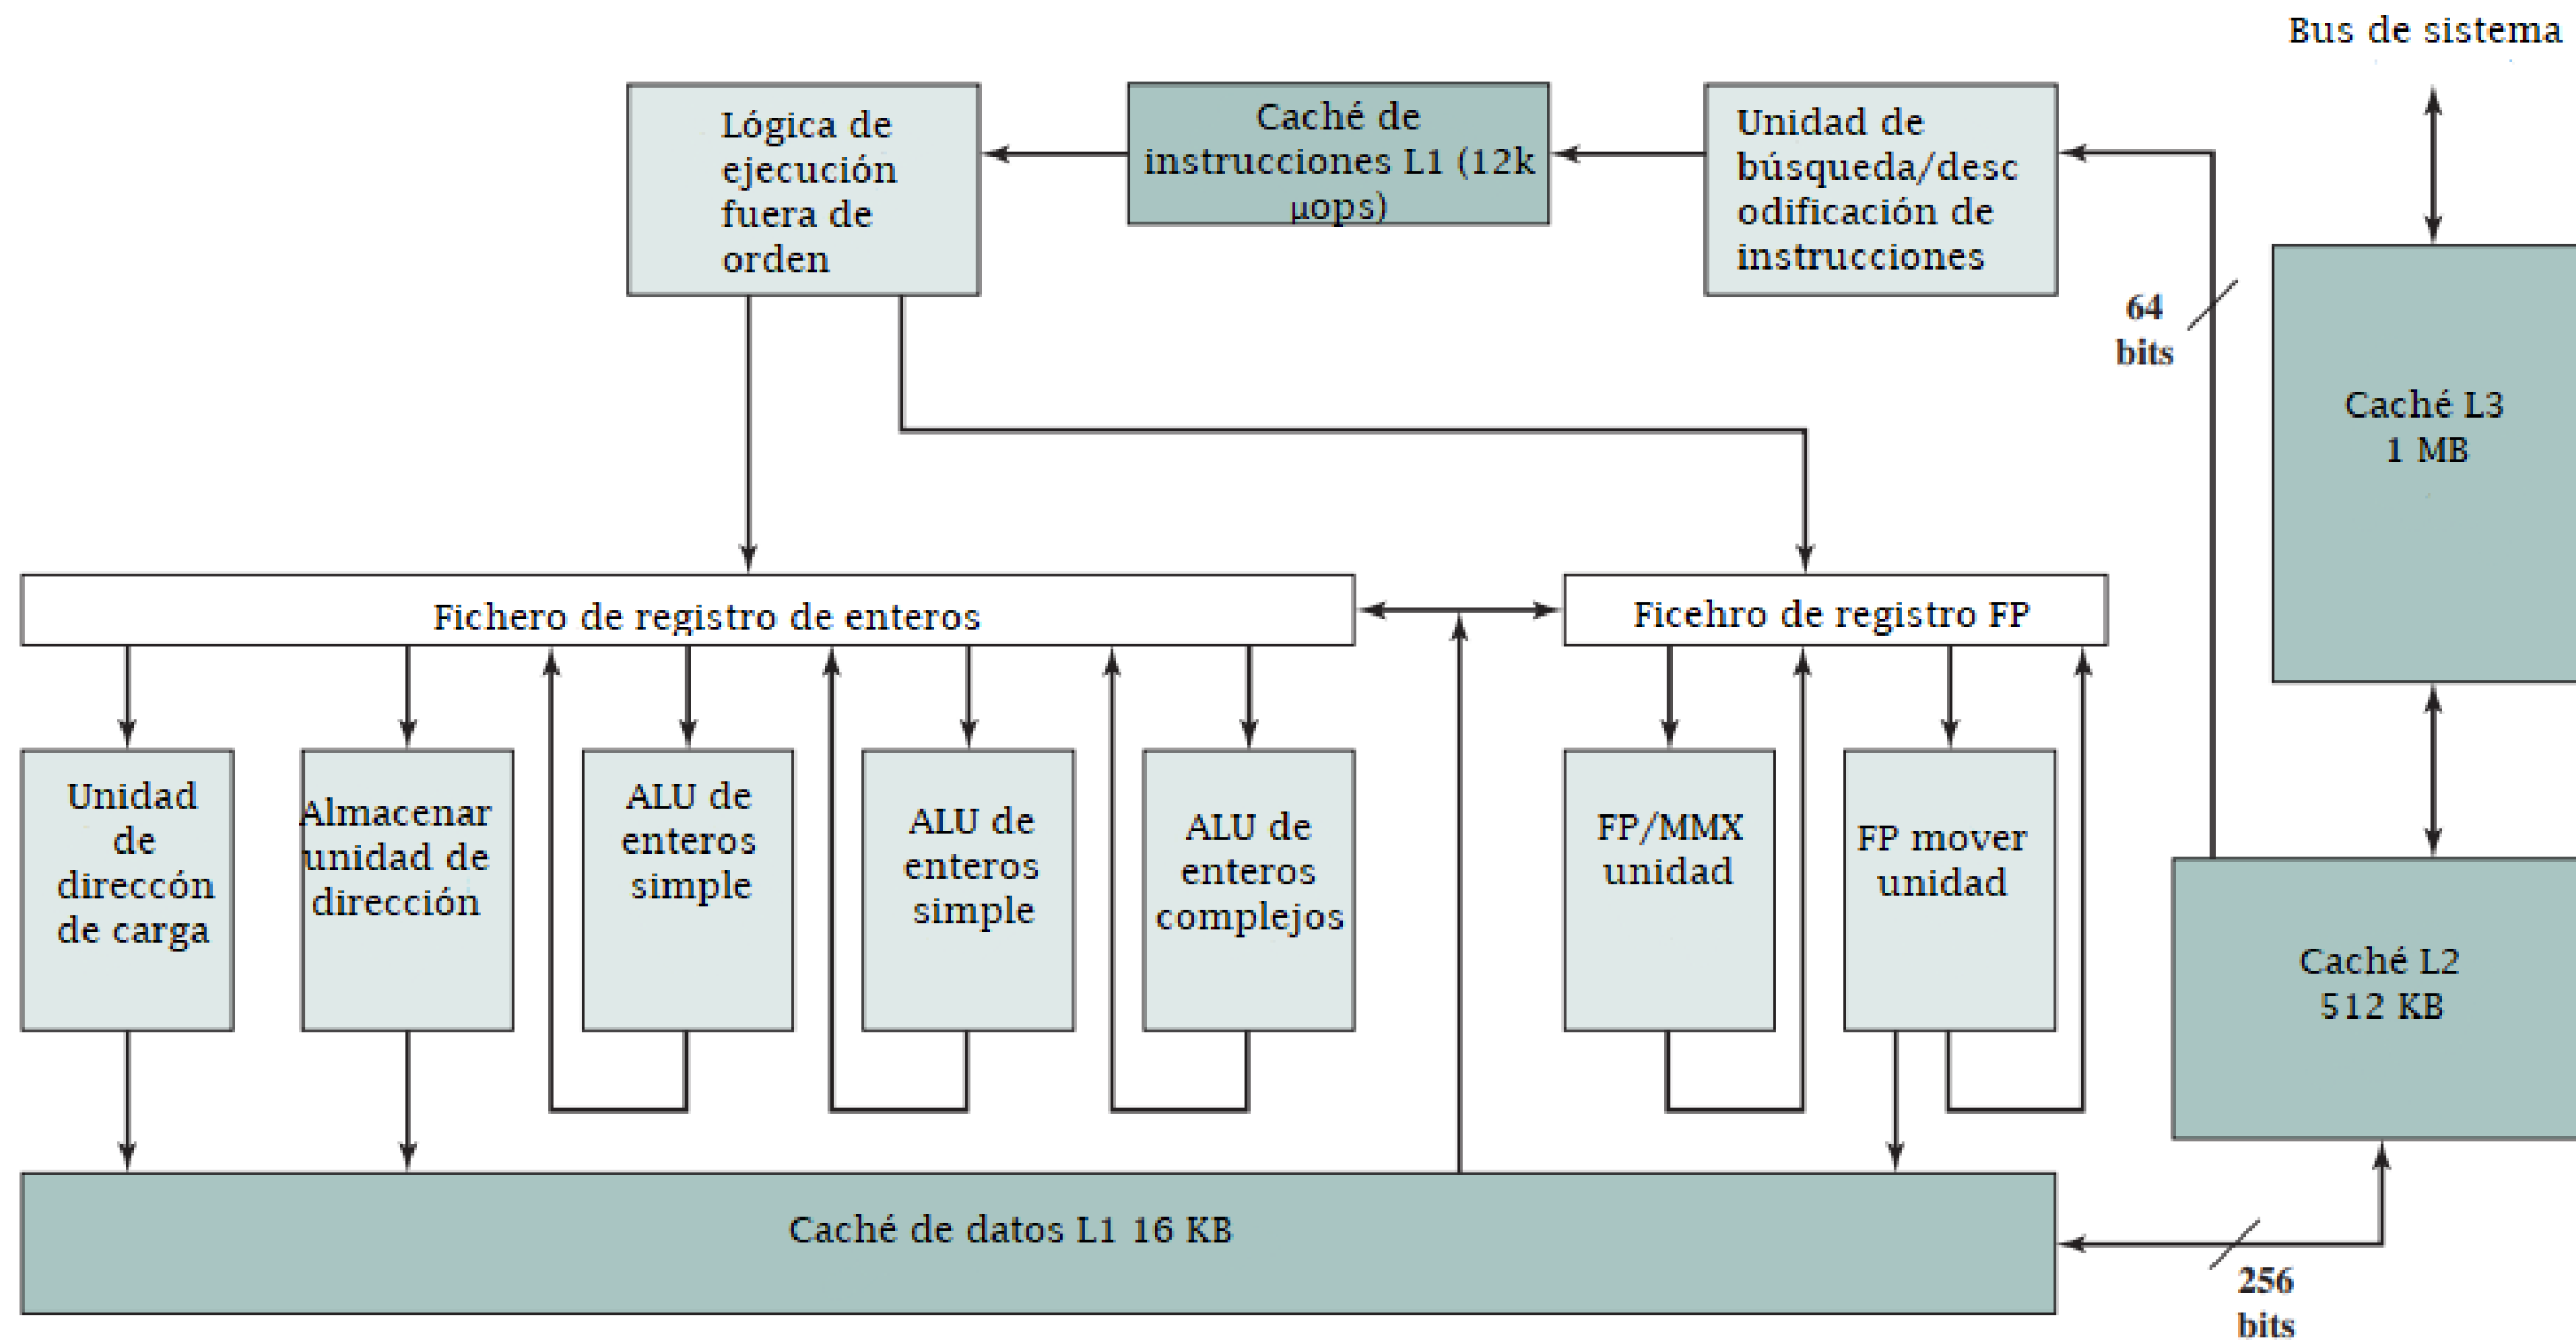 Bus de sistema
Lógica de
ejecución
fuera de
orden
Caché de
instrucciones L1 (12k
µops)
Unidad de
búsqueda/desc
odificación de
instrucciones
64
bits
Caché L3
1 MB
Fichero de registro de enteros
Ficehro de registro FP
Unidad
de
direccón
de carga
Almacenar
unidad de
dirección
ALU de
enteros
simple
ALU de
enteros
simple
ALU de
enteros
complejos
FP/MMX
unidad
FP mover
unidad
Caché L2
512 KB
Caché de datos L1 16 KB
256
bits